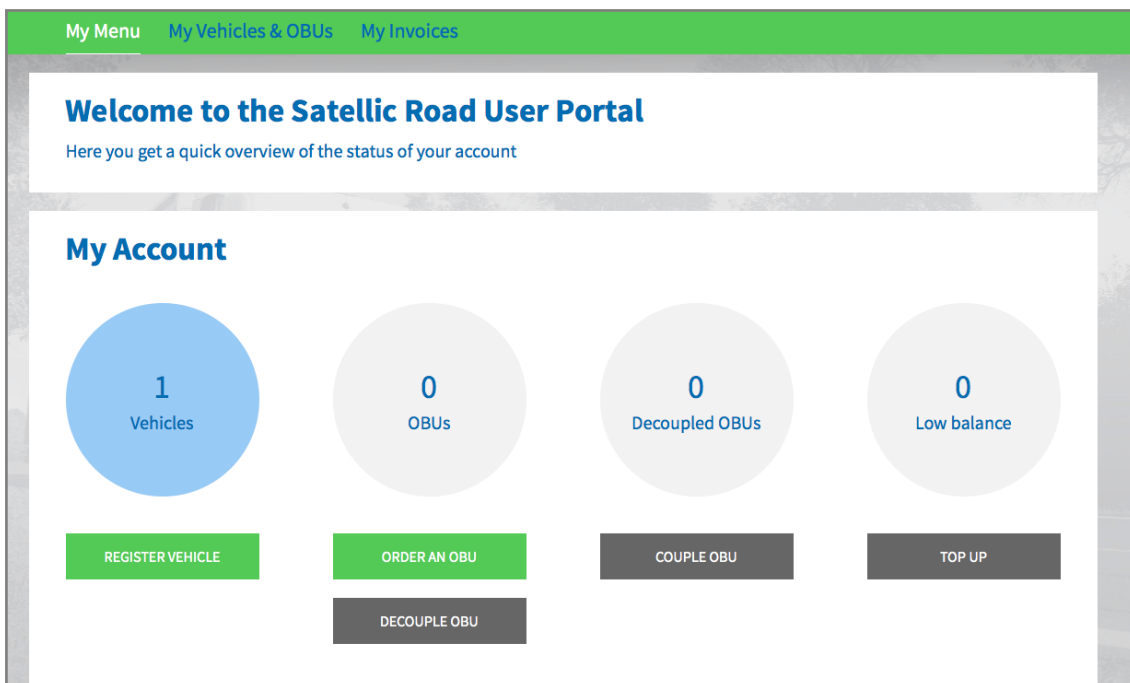 My Menu My Vehicles & OBUs My Invoices
Welcome to the Satellic Road User Portal
Here you get a quick overview of the status of your account
My Account
1
Vehicles
0
OBUs
0
Decoupled OBUs
0
Low balance
REGISTER VEHICLE
ORDER AN OBU
COUPLE OBU
TOP UP
DECOUPLE OBU